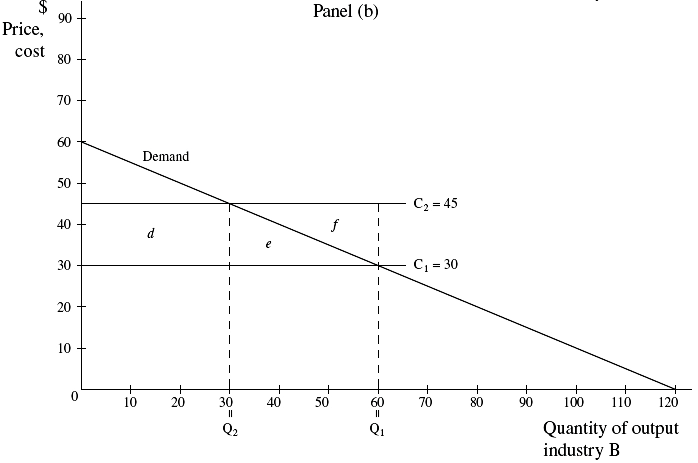 $
Panel (b)
Price,
cost
90
80
70
60
Demand
50
C2 = 45
40
d
e
f
30
C1 = 30
20
10
0
10 20 30 40 50 60 70 80 90 100 110 120
= =
Q2 Q1
Quantity of output
industry B